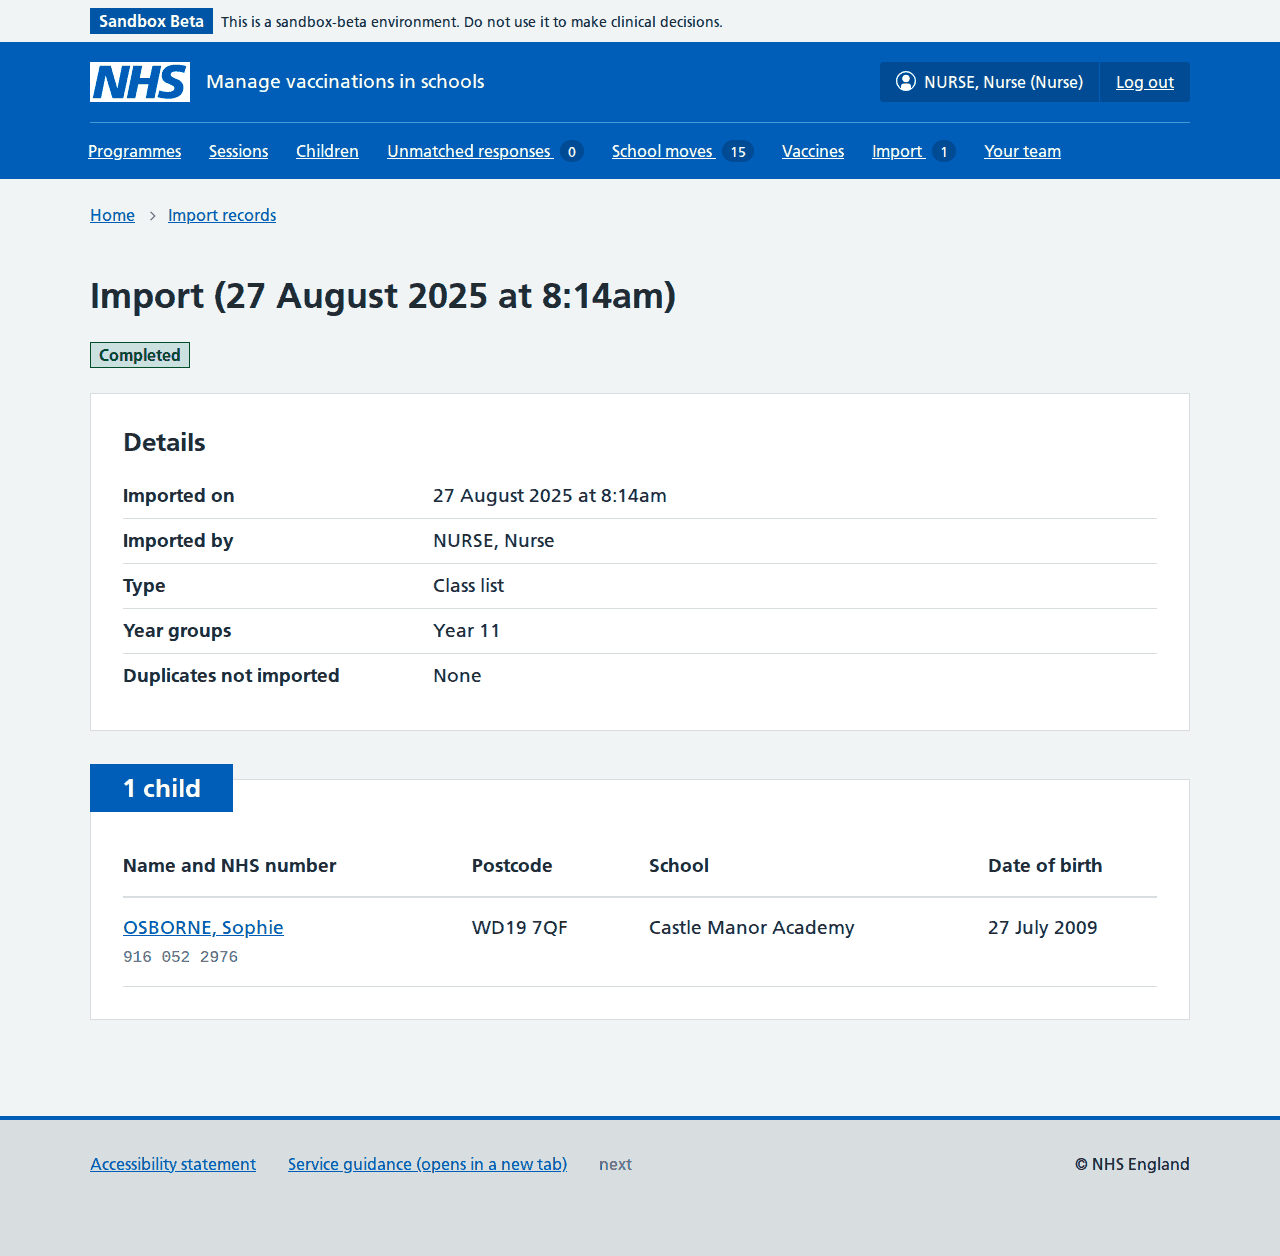 Sandbox Beta This is a sandbox-beta environment. Do not use it to make clinical decisions.
NHS Manage vaccinations in schools NURSE, Nurse (Nurse) Log out
Programmes Sessions Children Unmatched responses 0 School moves 15 Vaccines Import 1 Your team
Home Import records
Import (27 August 2025 at 8:14am)
Completed
Details
Imported on 27 August 2025 at 8:14am
Imported by NURSE, Nurse
Type Class list
Year groups Year 11
Duplicates not imported None
1 child
Name and NHS number Postcode School Date of birth
OSBORNE, Sophie WD19 7QF Castle Manor Academy 27 July 2009
916 052 2976
Accessibility statement Service guidance (opens in a new tab) next © NHS England